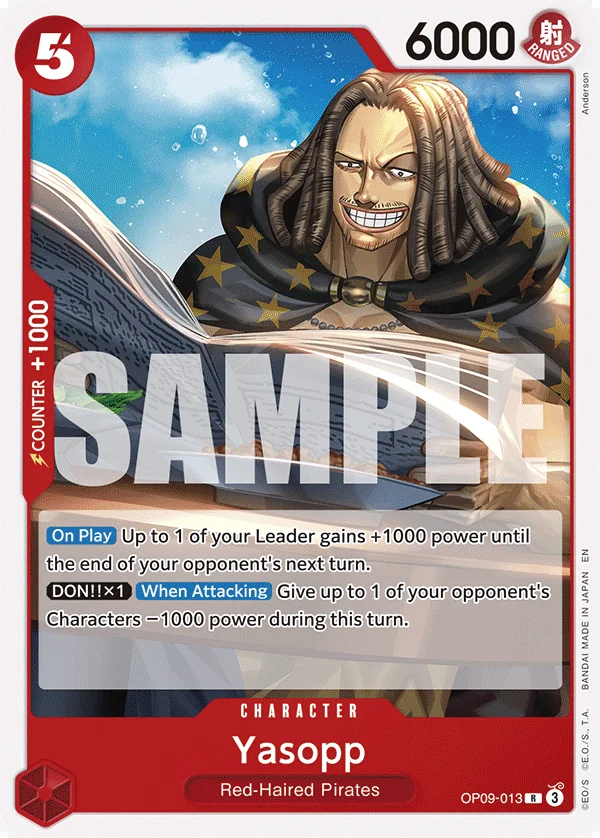 5
6000
射
RANGED
Anderson
COUNTER +1000
SAMPLE
On Play Up to 1 of your Leader gains +1000 power until
the end of your opponent's next turn.
DON!!×1 When Attacking Give up to 1 of your opponent's
Characters −1000 power during this turn.
CHARACTER
Yasopp
Red-Haired Pirates
OP09-013 R 3
©E.O/S ©E.O./S., T.A. BANDAI MADE IN JAPAN EN